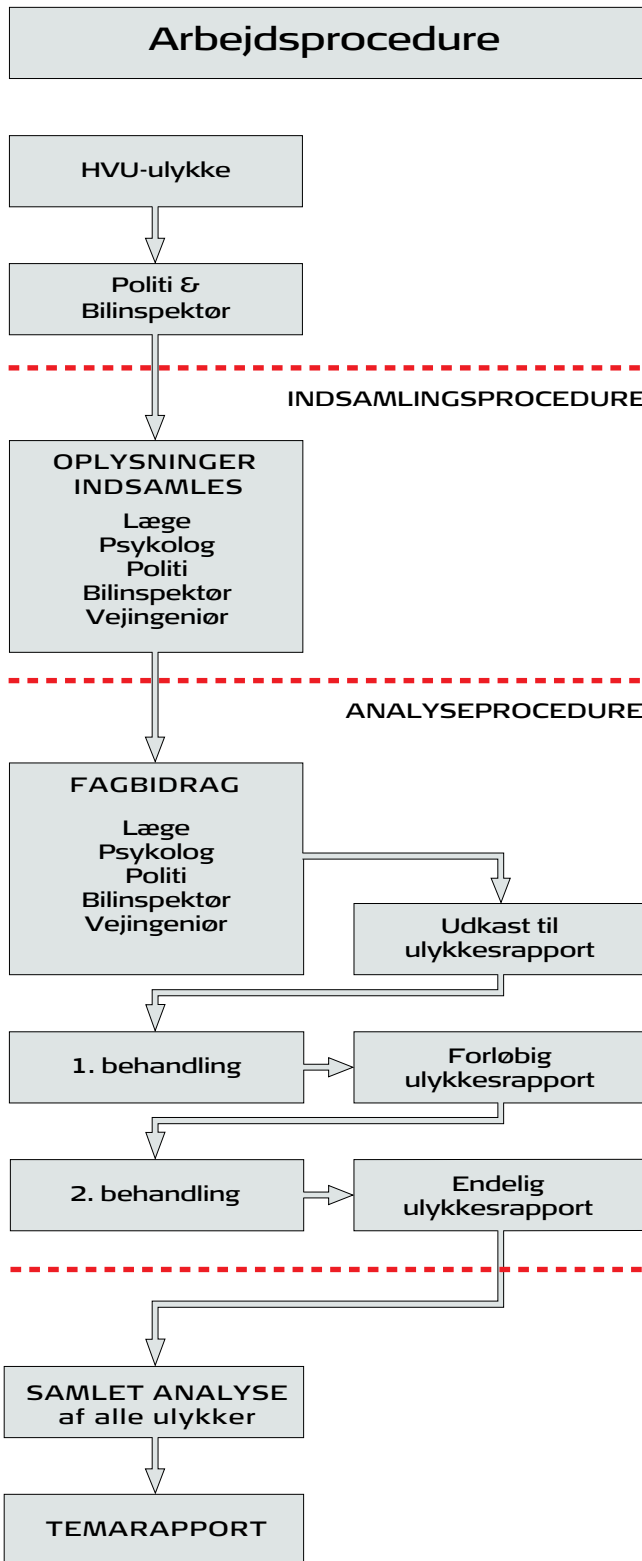 Arbejdsprocedure
HVU-ulykke
Politi &
Bilinspektør
INDSAMLINGSPROCEDURE
OPLYSNINGER
INDSAMLES
Læge
Psykolog
Politi
Bilinspektør
Vejingeniør
ANALYSEPROCEDURE
FAGBIDRAG
Læge
Psykolog
Politi
Bilinspektør
Vejingeniør
Udkast til
ulykkesrapport
1. behandling
Forløbig
ulykkesrapport
2. behandling
Endelig
ulykkesrapport
SAMLET ANALYSE
af alle ulykker
TEMARAPPORT